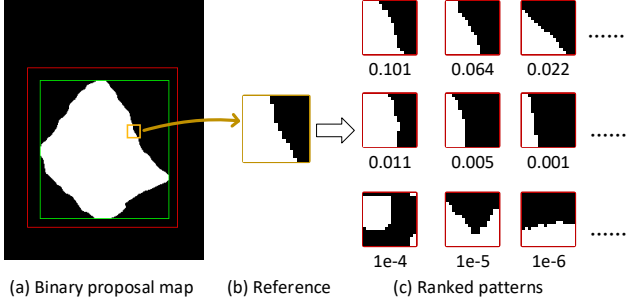 0.101 0.064 0.022 ......
0.011 0.005 0.001 ......
1e-4 1e-5 1e-6 ......
(a) Binary proposal map (b) Reference (c) Ranked patterns